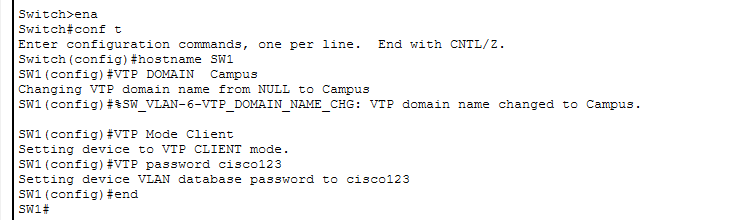 Switch>ena
Switch#conf t
Enter configuration commands, one per line.  End with CNTL/Z.
Switch(config)#hostname SW1
SW1(config)#VTP DOMAIN  Campus
Changing VTP domain name from NULL to Campus
SW1(config)#%SW_VLAN-6-VTP_DOMAIN_NAME_CHG: VTP domain name changed to Campus.
SW1(config)#VTP Mode Client
Setting device to VTP CLIENT mode.
SW1(config)#VTP password cisco123
Setting device VLAN database password to cisco123
SW1(config)#end
SW1#